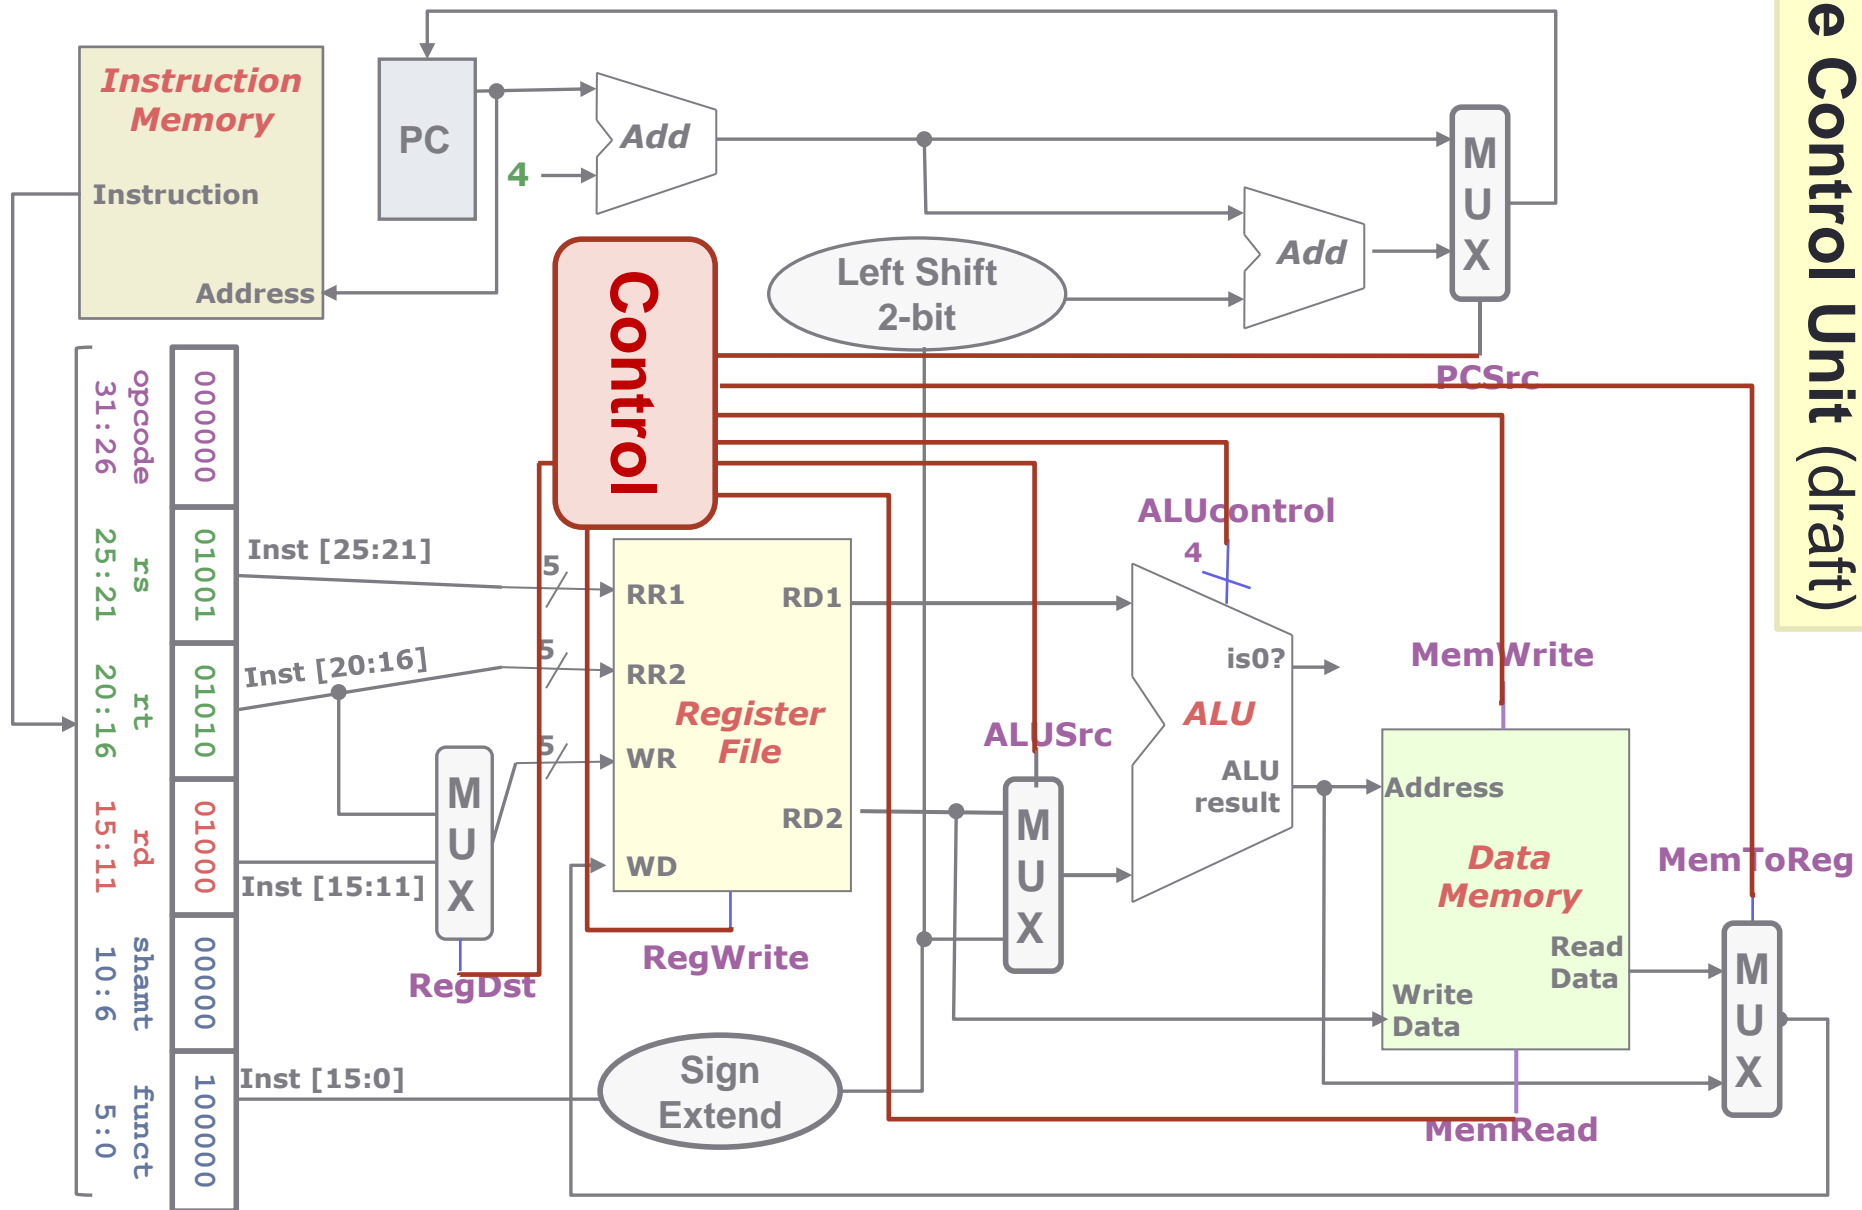 e Control Unit (draft)
Instruction
Memory
Instruction
Address
PC
4
Add
Add
M
U
X
Left Shift
2-bit
Control
PCSrc
opcode
31:26
000000
rs
25:21
01001
rt
20:16
01010
rd
15:11
01000
shamt
10:6
00000
funct
5:0
100000
Inst [25:21]
5
Inst [20:16]
5
5
M
U
X
Inst [15:11]
RegDst
Inst [15:0]
RR1
RR2
WR
WD
RD1
RD2
Register
File
RegWrite
Sign
Extend
ALUSrc
M
U
X
ALUcontrol
4
is0?
ALU
ALU
result
MemWrite
Address
Data
Memory
Read
Data
Write
Data
MemRead
MemToReg
M
U
X